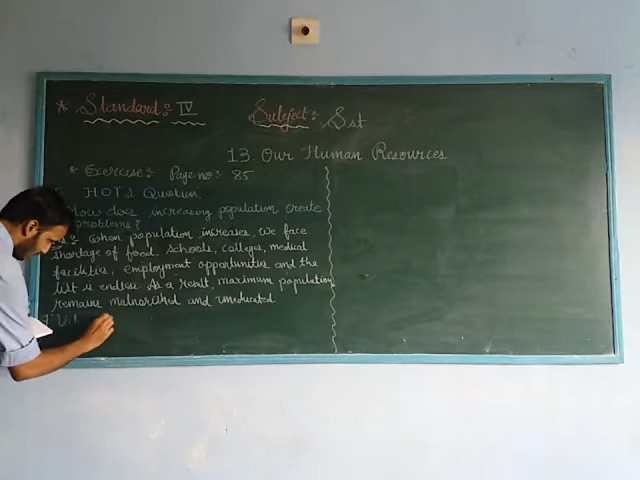 * Standard: IV Subject: Sst
13. Our Human Resources
* Exercise: Page no: 85
HOTS Question.
How does increasing population create
problems?
When population increases, we face
shortage of food, schools, colleges, medical
facilities, employment opportunities and the
list is endless. As a result, maximum population
remains malnorished and uneducated.